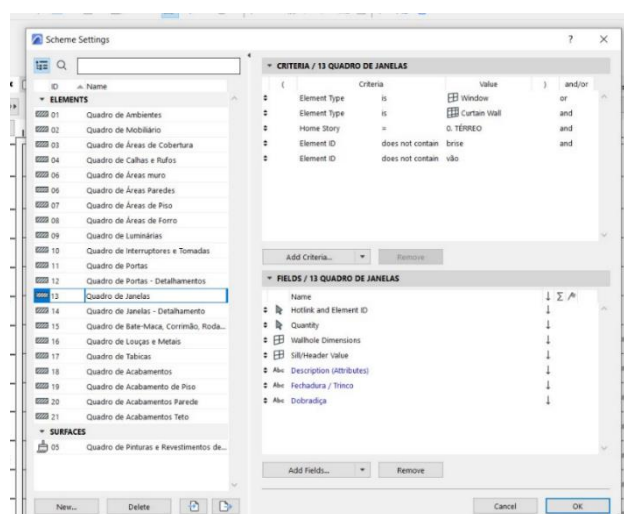 Scheme Settings
? ×
ID Name
ELEMENTS
01 Quadro de Ambientes
02 Quadro de Mobiliário
03 Quadro de Áreas de Cobertura
04 Quadro de Calhas e Rufos
06 Quadro de Áreas muro
06 Quadro de Áreas Paredes
07 Quadro de Áreas de Piso
08 Quadro de Áreas de Forro
09 Quadro de Luminárias
10 Quadro de Interruptores e Tomadas
11 Quadro de Portas
12 Quadro de Portas - Detalhamentos
13 Quadro de Janelas
14 Quadro de Janelas - Detalhamento
15 Quadro de Bate-Maca, Corrimão, Roda...
16 Quadro de Louças e Metais
17 Quadro de Tabicas
18 Quadro de Acabamentos
19 Quadro de Acabamento de Piso
20 Quadro de Acabamentos Parede
21 Quadro de Acabamentos Teto
SURFACES
05 Quadro de Pinturas e Revestimentos de...
New... Delete
CRITERIA / 13 QUADRO DE JANELAS
( Criteria Value ) and/or
Element Type is Window or
Element Type is Curtain Wall and
Home Story = 0. TÉRREO and
Element ID does not contain brise and
Element ID does not contain vão
Add Criteria... Remove
FIELDS / 13 QUADRO DE JANELAS
Name
Hotlink and Element ID
Quantity
Wallhole Dimensions
Sill/Header Value
Abc Description (Attributes)
Abc Fechadura / Trinco
Abc Dobradiça
Add Fields... Remove
Cancel OK